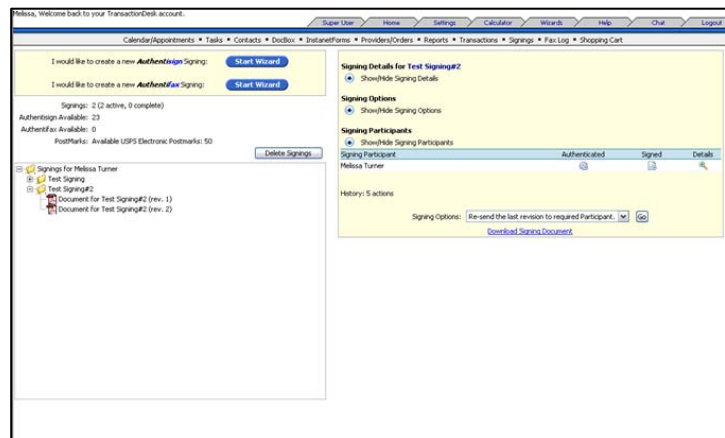 Melissa, Welcome back to your TransactionDesk account.
Super User Home Settings Calculator Wizards Help Chat Logout
Calendar/Appointments • Tasks • Contacts • DocBox • InstanetForms • Providers/Orders • Reports • Transactions • Signings • Fax Log • Shopping Cart
I would like to create a new Authentisign Signing: Start Wizard
I would like to create a new Authentifax Signing: Start Wizard
Signings: 2 (2 active, 0 complete)
Authentisign Available: 23
Authentifax Available: 0
PostMarks: Available USPS Electronic Postmarks: 50
Delete Signings
Signings for Melissa Turner
Test Signing
Test Signing#2
Document for Test Signing#2 (rev. 1)
Document for Test Signing#2 (rev. 2)
Signing Details for Test Signing#2
Show/Hide Signing Details
Signing Options
Show/Hide Signing Options
Signing Participants
Show/Hide Signing Participants
Signing Participant Authenticated Signed Details
Melissa Turner
History: 5 actions
Signing Options: Re-send the last revision to required Participant. Go
Download Signing Document